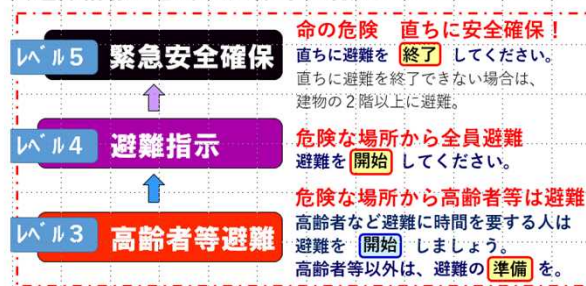 レベル5 緊急安全確保
命の危険 直ちに安全確保！
直ちに避難を 終了 してください。
直ちに避難を終了できない場合は、
建物の２階以上に避難。
レベル4 避難指示
危険な場所から全員避難
避難を 開始 してください。
レベル3 高齢者等避難
危険な場所から高齢者等は避難
高齢者など避難に時間を要する人は
避難を 開始 しましょう。
高齢者等以外は、避難の 準備 を。